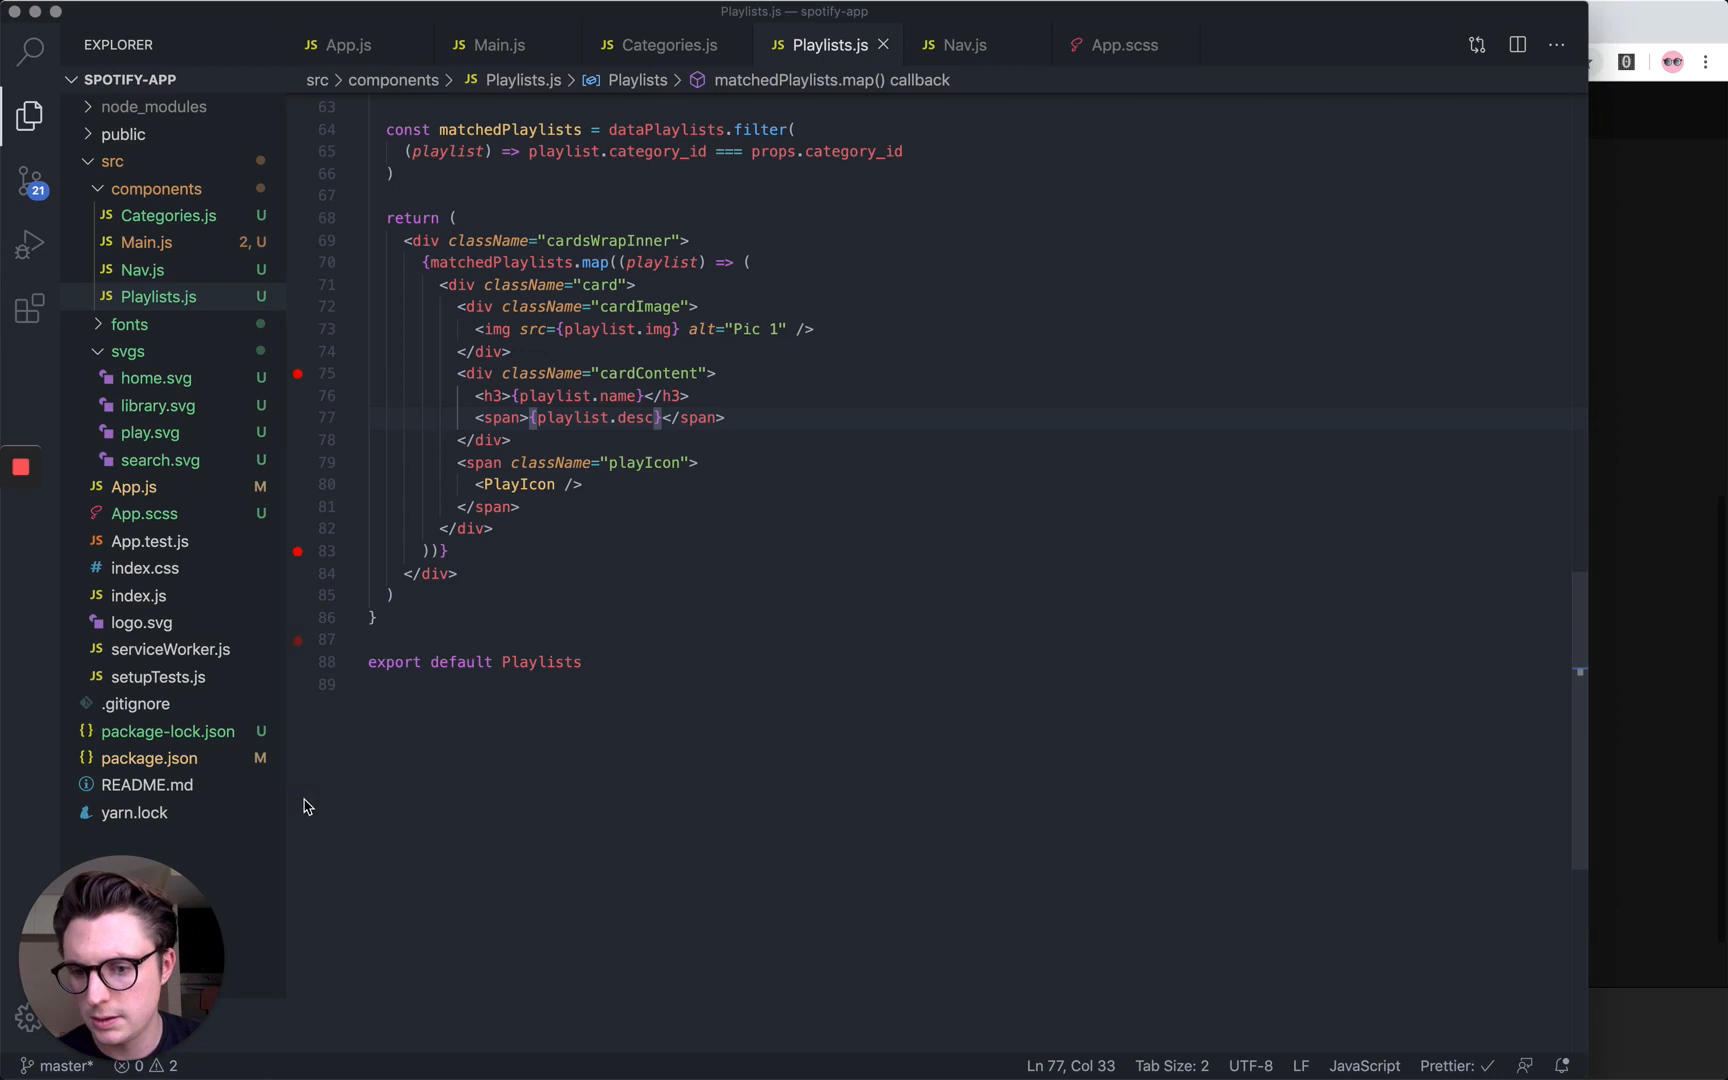 Playlists.js — spotify-app
EXPLORER
JS App.js
JS Main.js
JS Categories.js
JS Playlists.js
JS Nav.js
App.scss
SPOTIFY-APP
src > components > JS Playlists.js > Playlists > matchedPlaylists.map() callback
node_modules
public
src
components
JS Categories.js U
JS Main.js 2, U
JS Nav.js U
JS Playlists.js U
fonts
svgs
home.svg U
library.svg U
play.svg U
search.svg U
JS App.js M
App.scss U
JS App.test.js
# index.css
JS index.js
logo.svg
JS serviceWorker.js
JS setupTests.js
.gitignore
{} package-lock.json U
{} package.json M
README.md
yarn.lock
21
63
64 const matchedPlaylists = dataPlaylists.filter(
65 (playlist) => playlist.category_id === props.category_id
66 )
67
68 return (
69 <div className="cardsWrapInner">
70 {matchedPlaylists.map((playlist) => (
71 <div className="card">
72 <div className="cardImage">
73 <img src={playlist.img} alt="Pic 1" />
74 </div>
75 <div className="cardContent">
76 <h3>{playlist.name}</h3>
77 <span>{playlist.desc}</span>
78 </div>
79 <span className="playIcon">
80 <PlayIcon />
81 </span>
82 </div>
83 ))}
84 </div>
85 )
86 }
87
88 export default Playlists
89
master* 0 2
Ln 77, Col 33
Tab Size: 2
UTF-8
LF
JavaScript
Prettier: ✓